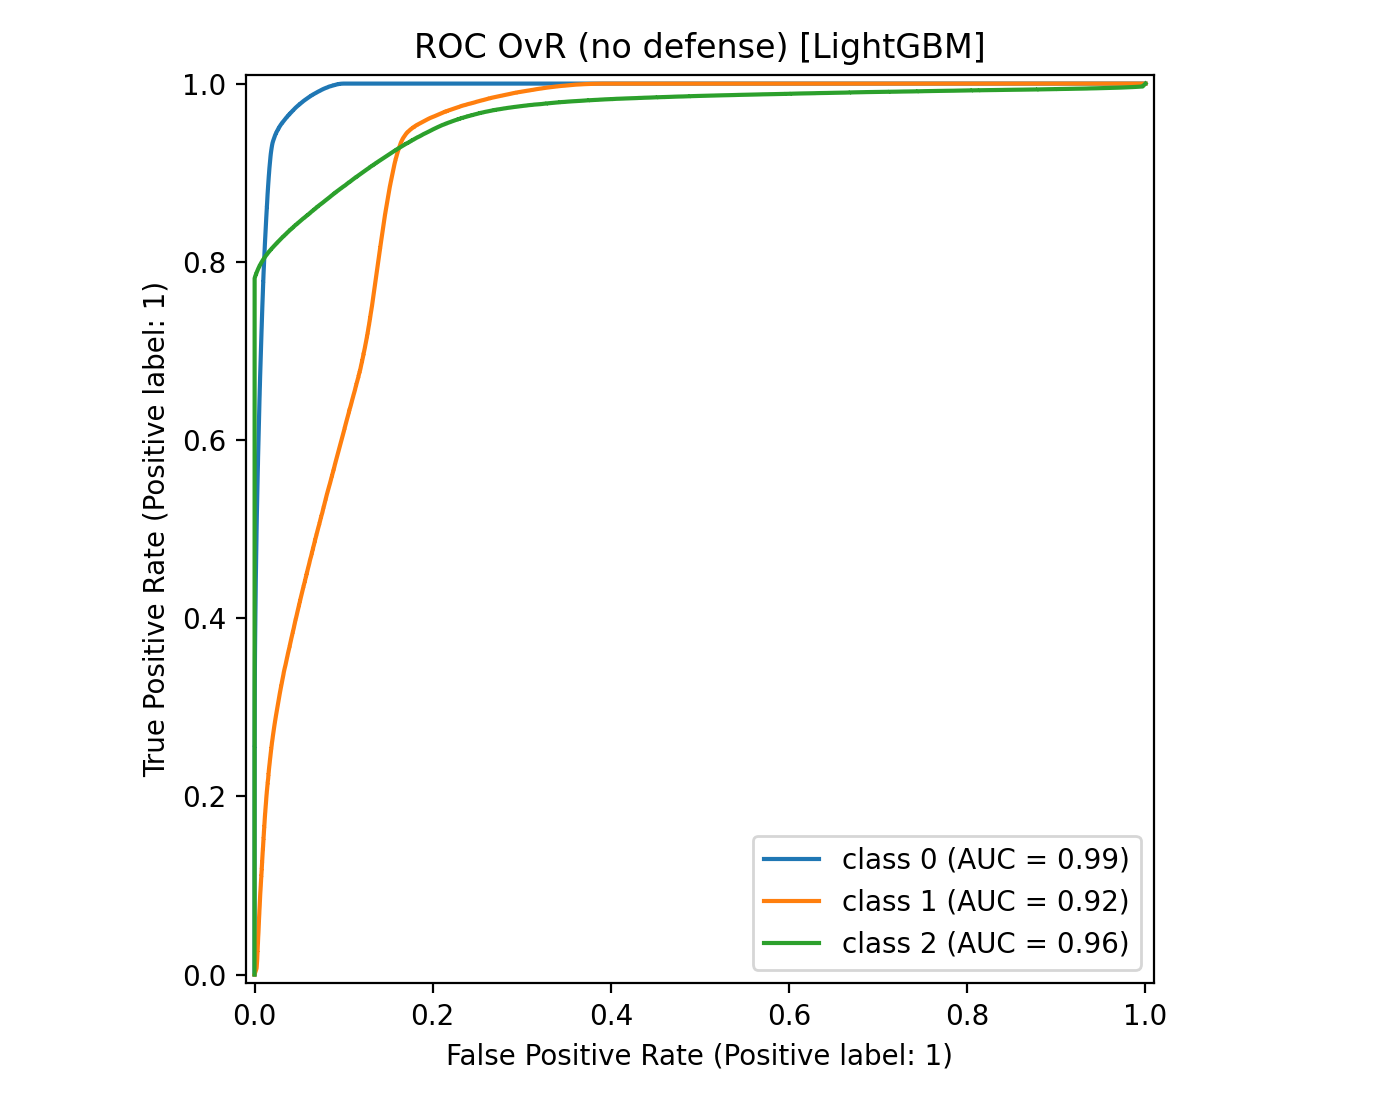 ROC OvR (no defense) [LightGBM]
1.0
0.8
0.6
0.4
0.2
0.0
True Positive Rate (Positive label: 1)
class 0 (AUC = 0.99)
class 1 (AUC = 0.92)
class 2 (AUC = 0.96)
0.0 0.2 0.4 0.6 0.8 1.0
False Positive Rate (Positive label: 1)